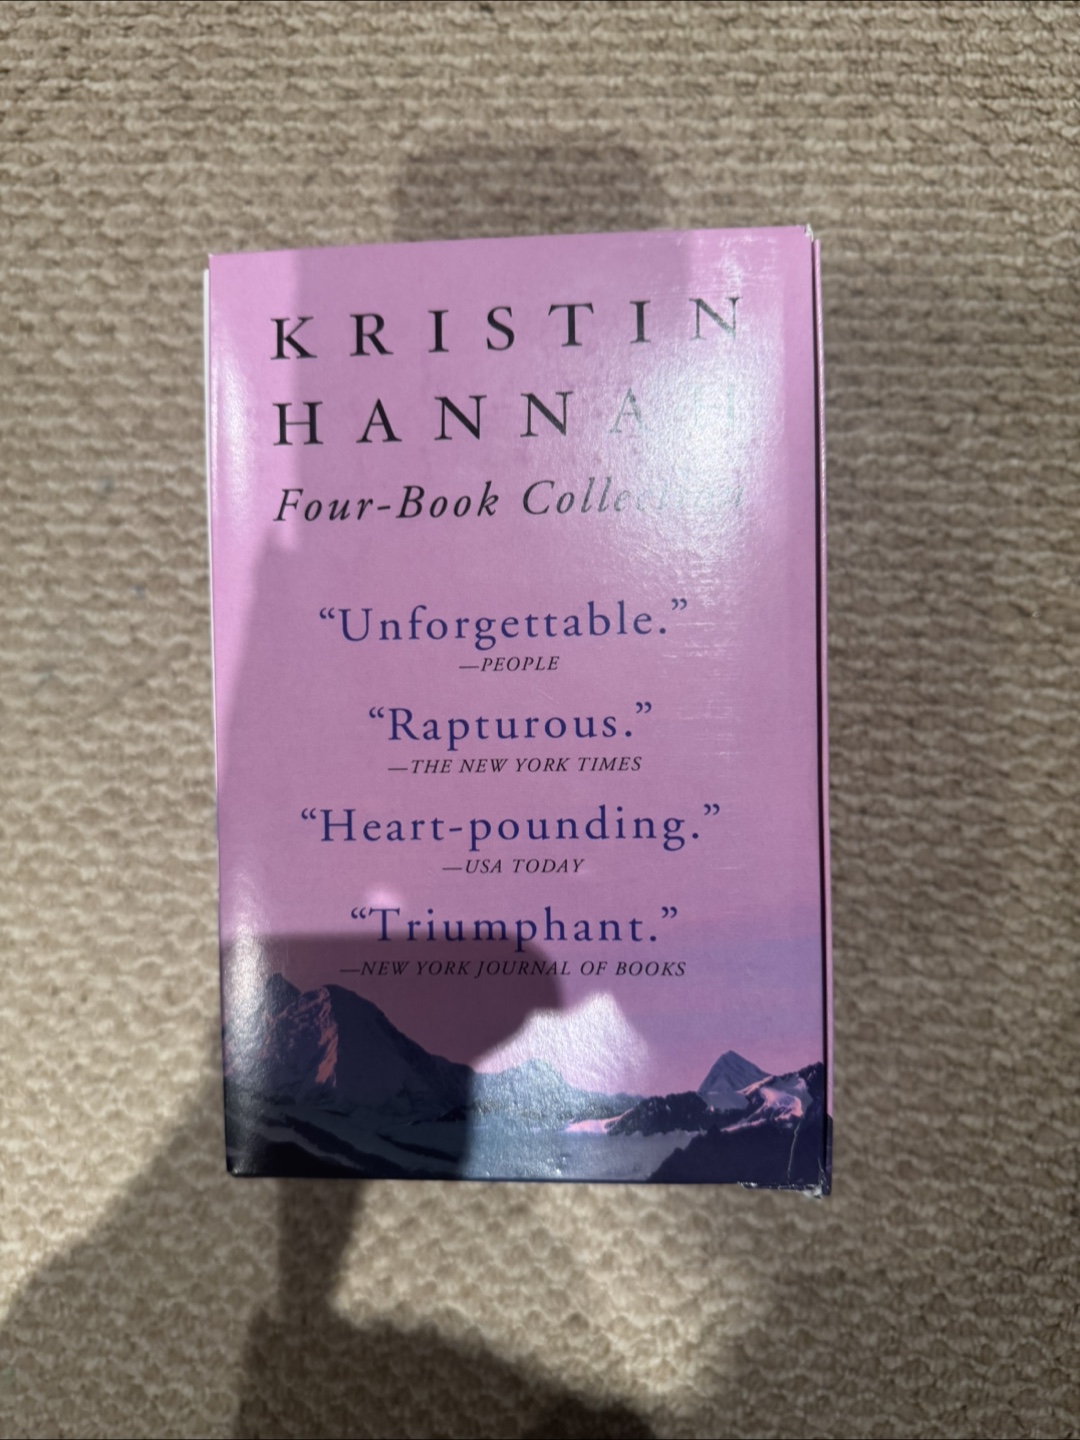 KRISTIN
HANNAH
Four-Book Collection
“Unforgettable.”
—PEOPLE
“Rapturous.”
—THE NEW YORK TIMES
“Heart-pounding.”
—USA TODAY
“Triumphant.”
—NEW YORK JOURNAL OF BOOKS